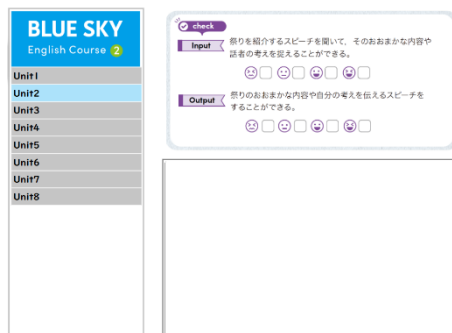 BLUE SKY
English Course 2
Unit1
Unit2
Unit3
Unit4
Unit5
Unit6
Unit7
Unit8
check
Input
祭りを紹介するスピーチを聞いて、そのおおまかな内容や
話者の考えを捉えることができる。
Output
祭りのおおまかな内容や自分の考えを伝えるスピーチを
することができる。